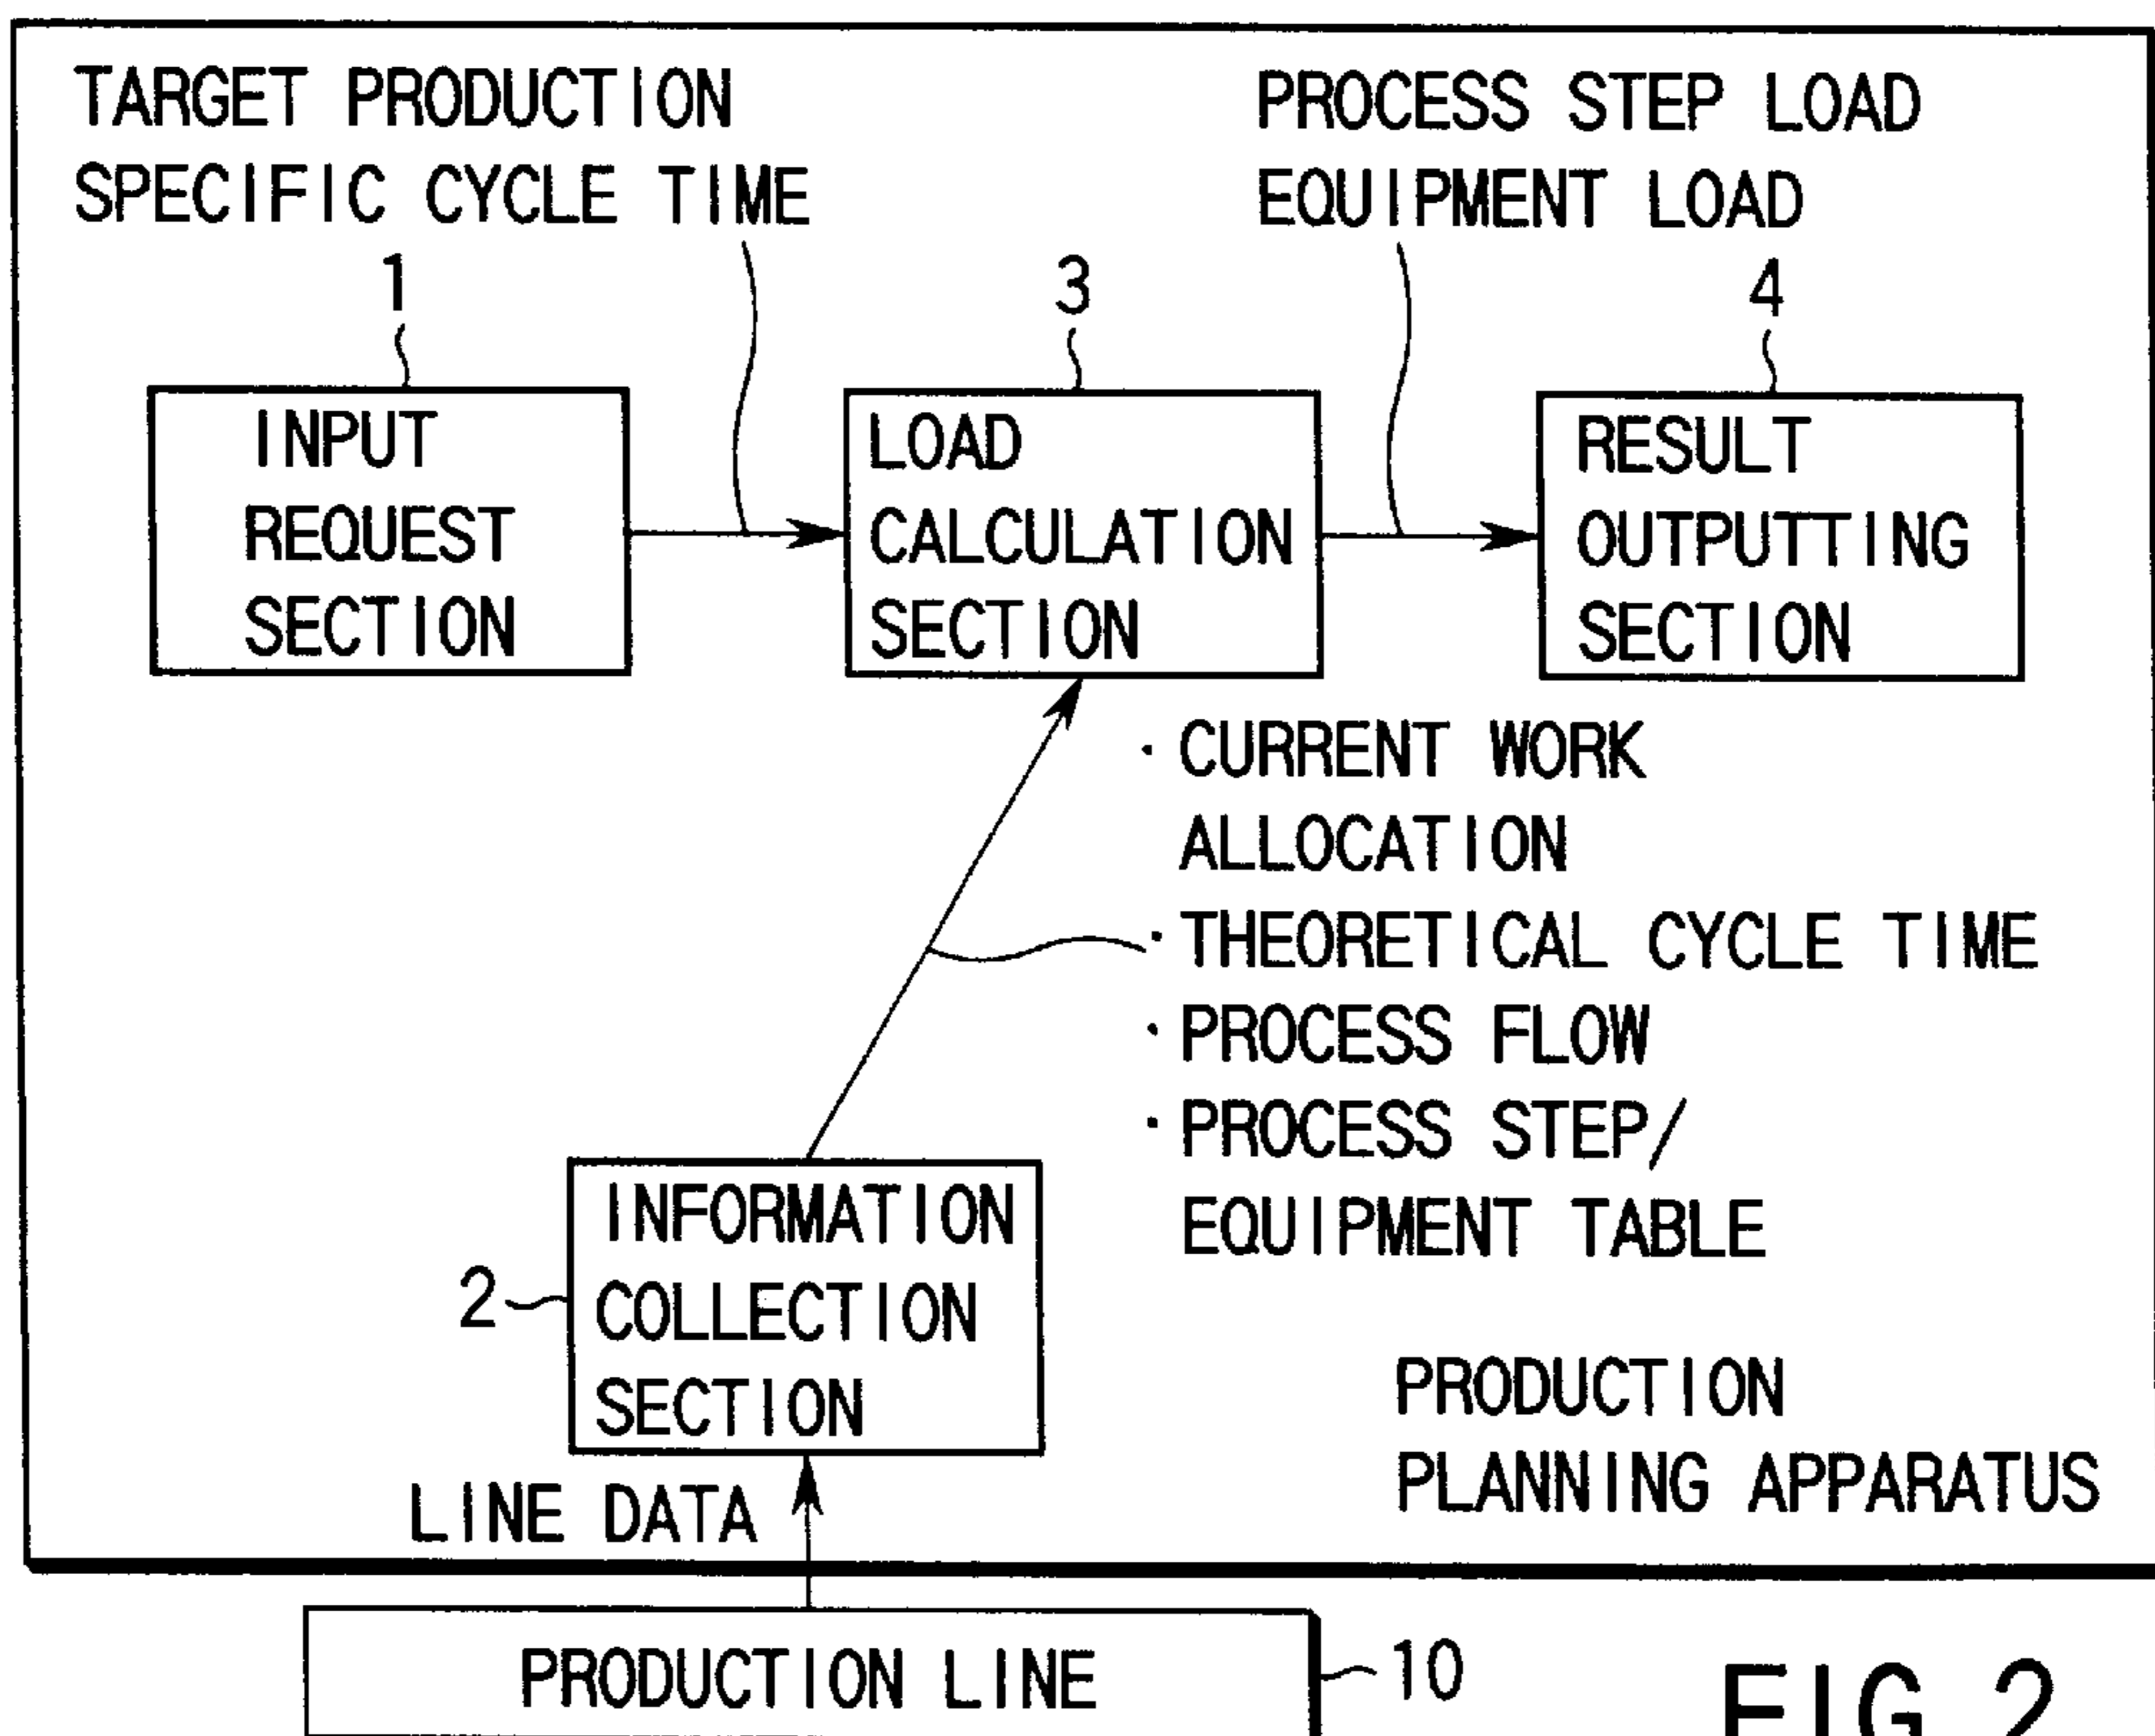 TARGET PRODUCTION
SPECIFIC CYCLE TIME
PROCESS STEP LOAD
EQUIPMENT LOAD
1
3
4
INPUT
REQUEST
SECTION
LOAD
CALCULATION
SECTION
RESULT
OUTPUTTING
SECTION
· CURRENT WORK
ALLOCATION
· THEORETICAL CYCLE TIME
· PROCESS FLOW
· PROCESS STEP/
EQUIPMENT TABLE
2
INFORMATION
COLLECTION
SECTION
PRODUCTION
PLANNING APPARATUS
LINE DATA
PRODUCTION LINE
10
FIG. 2